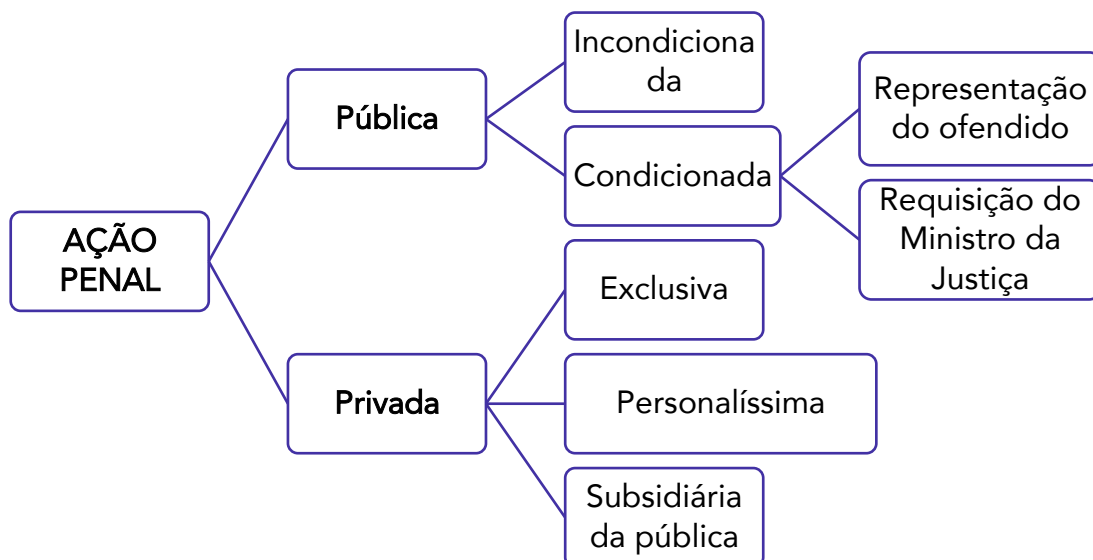 AÇÃO
PENAL
Pública
Incondiciona
da
Condicionada
Representação
do ofendido
Requisição do
Ministro da
Justiça
Privada
Exclusiva
Personalíssima
Subsidiária
da pública